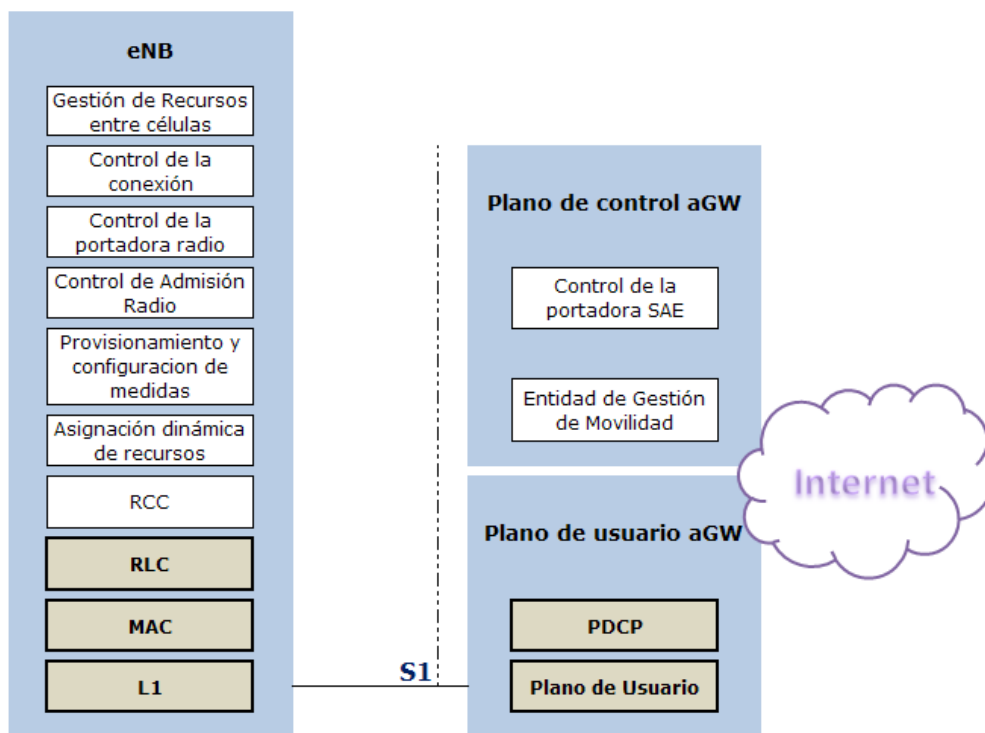 eNB
Gestión de Recursos
entre células
Control de la
conexión
Control de la
portadora radio
Control de Admisión
Radio
Provisionamiento y
configuracion de
medidas
Asignación dinámica
de recursos
RCC
RLC
MAC
L1
S1
Plano de control aGW
Control de la
portadora SAE
Entidad de Gestión
de Movilidad
Plano de usuario aGW
PDCP
Plano de Usuario
Internet